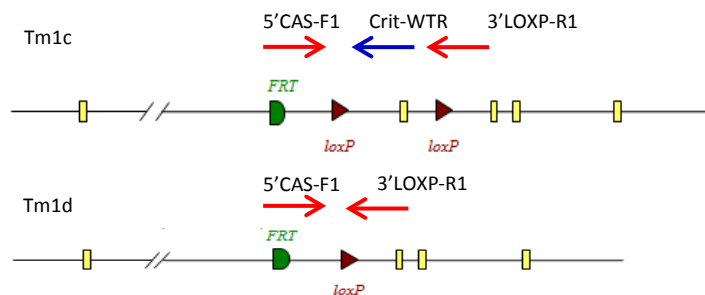 5'CAS-F1 Crit-WTR 3'LOXP-R1
Tm1c
FRT
loxP loxP
5'CAS-F1 3'LOXP-R1
Tm1d
FRT
loxP